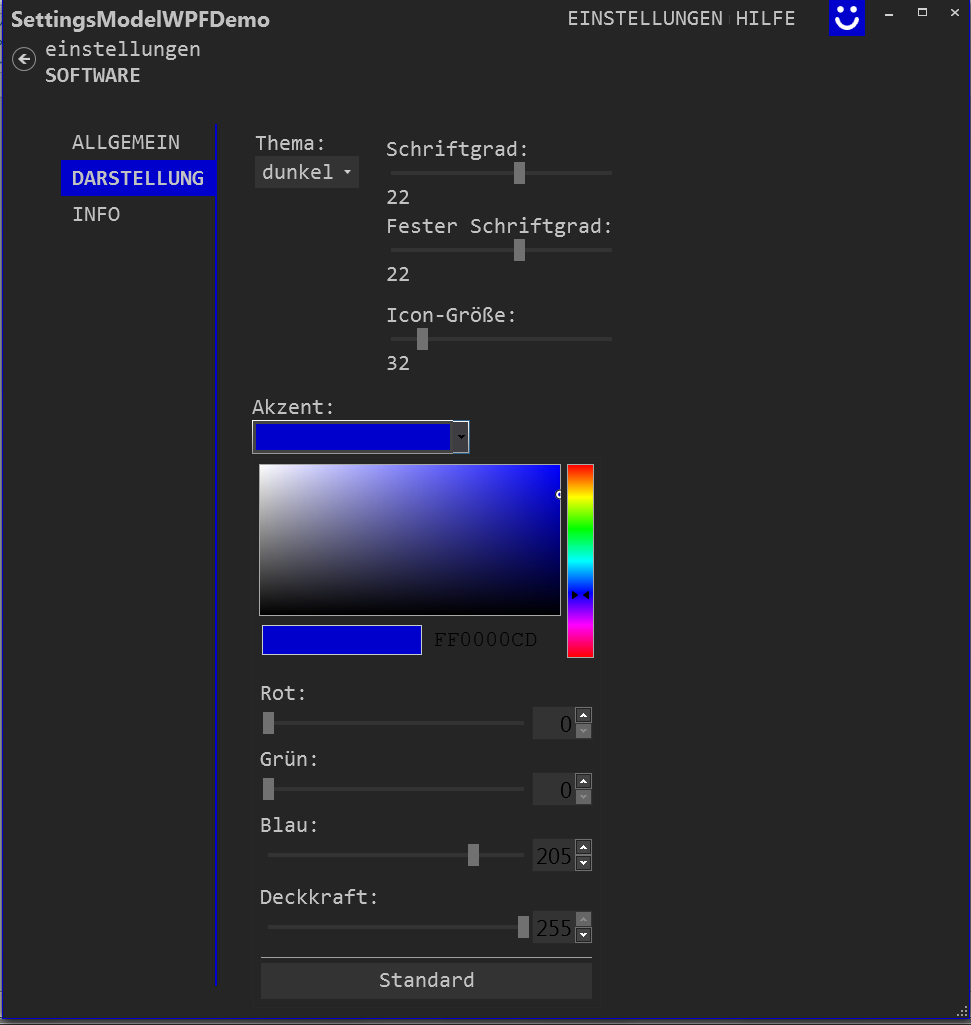 SettingsModelWPFDemo
EINSTELLUNGEN HILFE
einstellungen
SOFTWARE
ALLGEMEIN
DARSTELLUNG
INFO
Thema:
dunkel
Schriftgrad:
22
Fester Schriftgrad:
22
Icon-Größe:
32
Akzent:
FF0000CD
Rot:
0
Grün:
0
Blau:
205
Deckkraft:
255
Standard